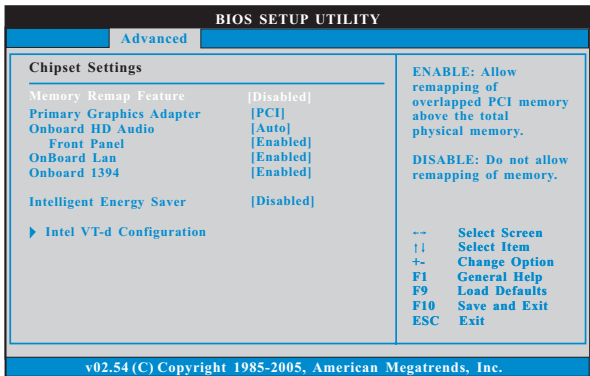 BIOS SETUP UTILITY
Advanced
Chipset Settings
Memory Remap Feature [Disabled]
Primary Graphics Adapter [PCI]
Onboard HD Audio [Auto]
Front Panel [Enabled]
OnBoard Lan [Enabled]
Onboard 1394 [Enabled]
Intelligent Energy Saver [Disabled]
Intel VT-d Configuration
ENABLE: Allow
remapping of
overlapped PCI memory
above the total
physical memory.
DISABLE: Do not allow
remapping of memory.
←→ Select Screen
↑↓ Select Item
+- Change Option
F1 General Help
F9 Load Defaults
F10 Save and Exit
ESC Exit
v02.54 (C) Copyright 1985-2005, American Megatrends, Inc.